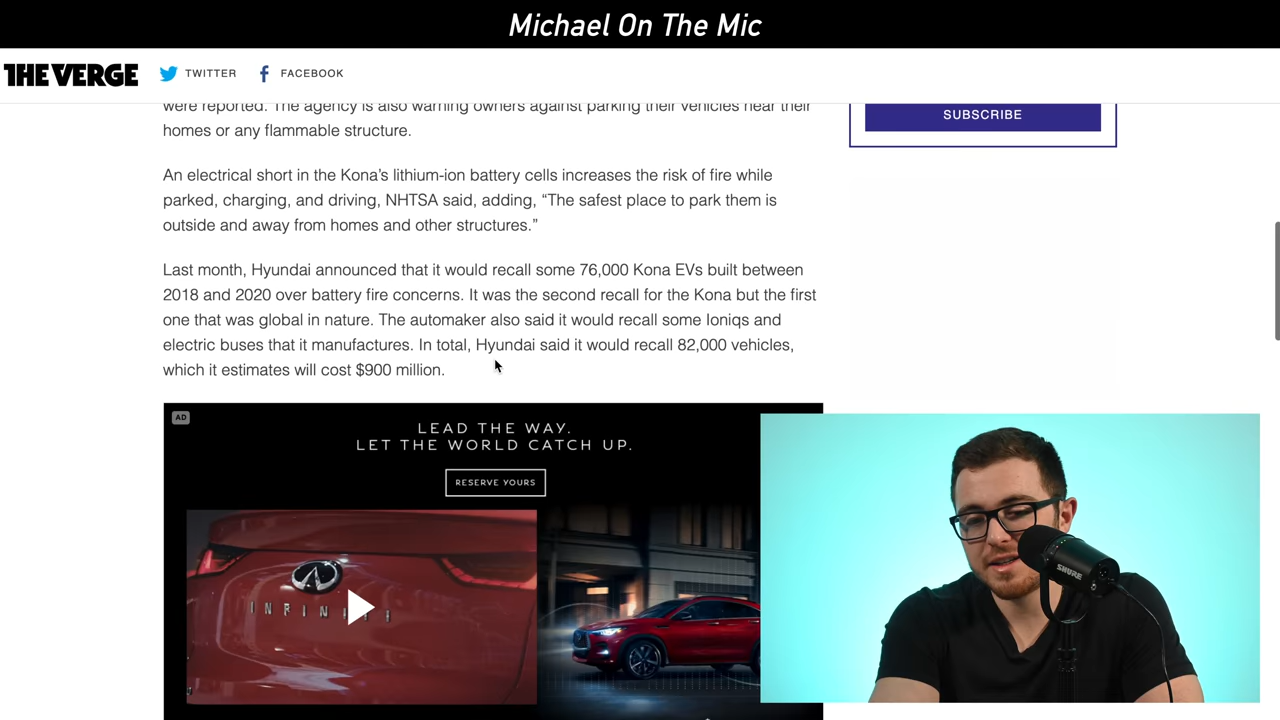 Michael On The Mic
THE VERGE
TWITTER
FACEBOOK
were reported. The agency is also warning owners against parking their vehicles near their
homes or any flammable structure.
SUBSCRIBE
An electrical short in the Kona’s lithium-ion battery cells increases the risk of fire while
parked, charging, and driving, NHTSA said, adding, “The safest place to park them is
outside and away from homes and other structures.”
Last month, Hyundai announced that it would recall some 76,000 Kona EVs built between
2018 and 2020 over battery fire concerns. It was the second recall for the Kona but the first
one that was global in nature. The automaker also said it would recall some Ioniqs and
electric buses that it manufactures. In total, Hyundai said it would recall 82,000 vehicles,
which it estimates will cost $900 million.
AD
LEAD THE WAY.
LET THE WORLD CATCH UP.
RESERVE YOURS
SHURE